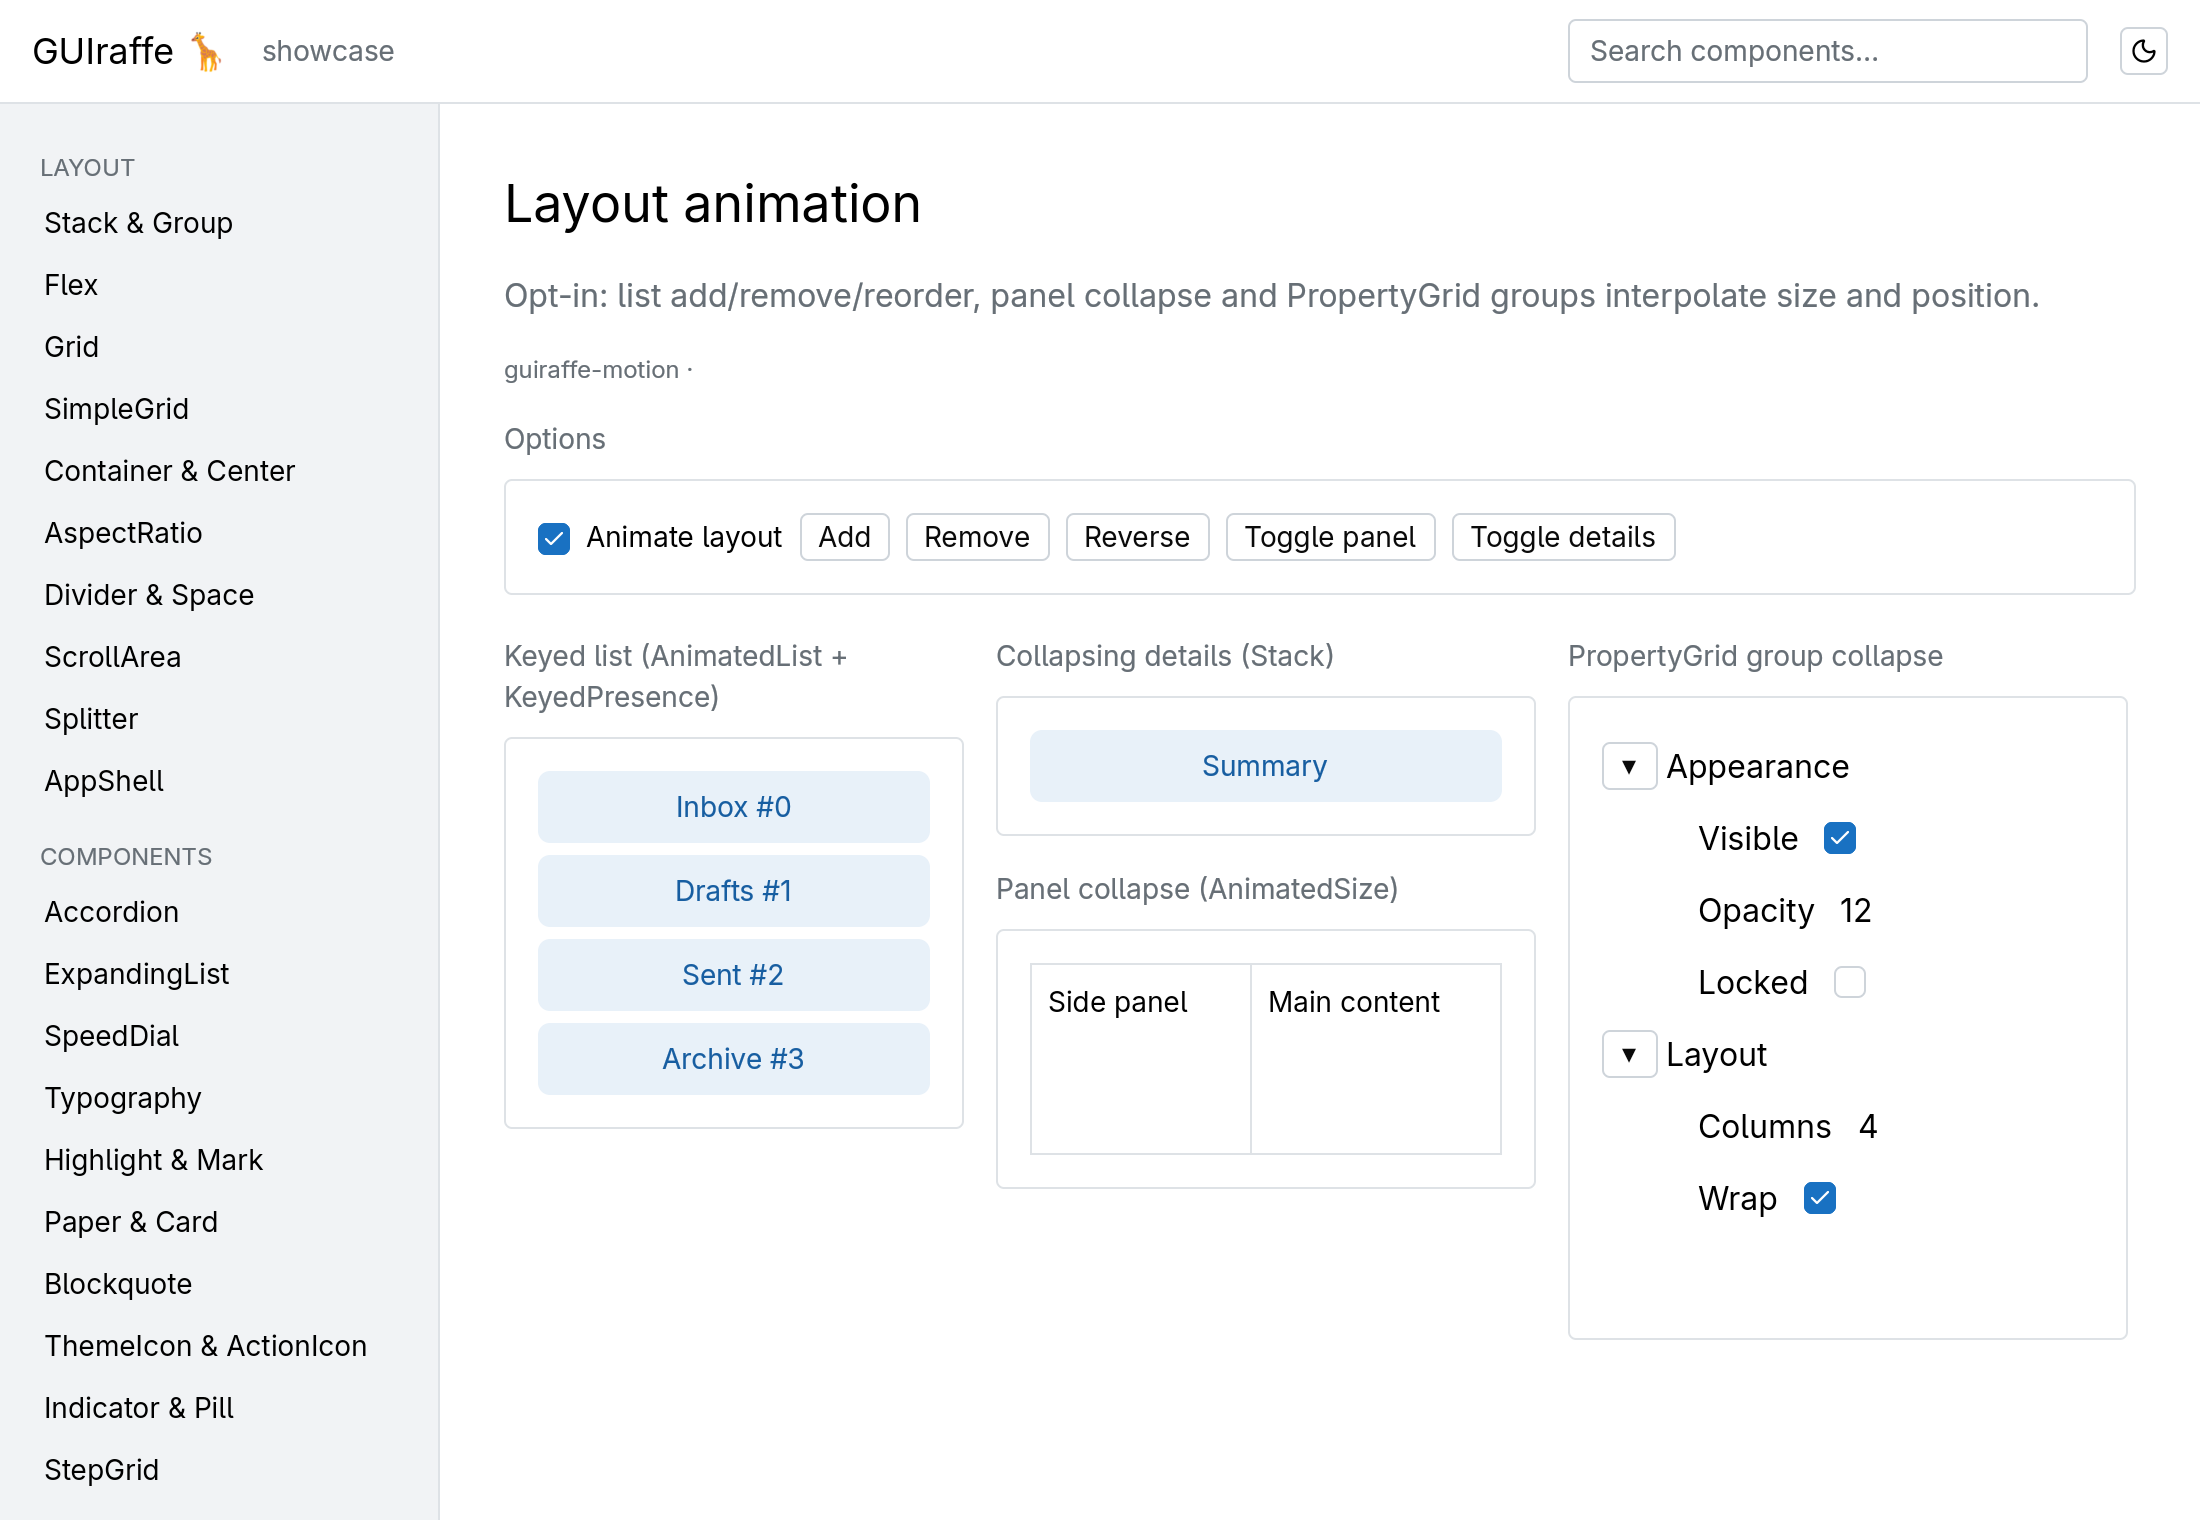 GUIraffe 🦒 showcase
Search components...
LAYOUT
Stack & Group
Flex
Grid
SimpleGrid
Container & Center
AspectRatio
Divider & Space
ScrollArea
Splitter
AppShell
COMPONENTS
Accordion
ExpandingList
SpeedDial
Typography
Highlight & Mark
Paper & Card
Blockquote
ThemeIcon & ActionIcon
Indicator & Pill
StepGrid
Layout animation
Opt-in: list add/remove/reorder, panel collapse and PropertyGrid groups interpolate size and position.
guiraffe-motion ·
Options
Animate layout Add Remove Reverse Toggle panel Toggle details
Keyed list (AnimatedList +
KeyedPresence)
Inbox #0
Drafts #1
Sent #2
Archive #3
Collapsing details (Stack)
Summary
Panel collapse (AnimatedSize)
Side panel Main content
PropertyGrid group collapse
▼ Appearance
Visible
Opacity 12
Locked
▼ Layout
Columns 4
Wrap